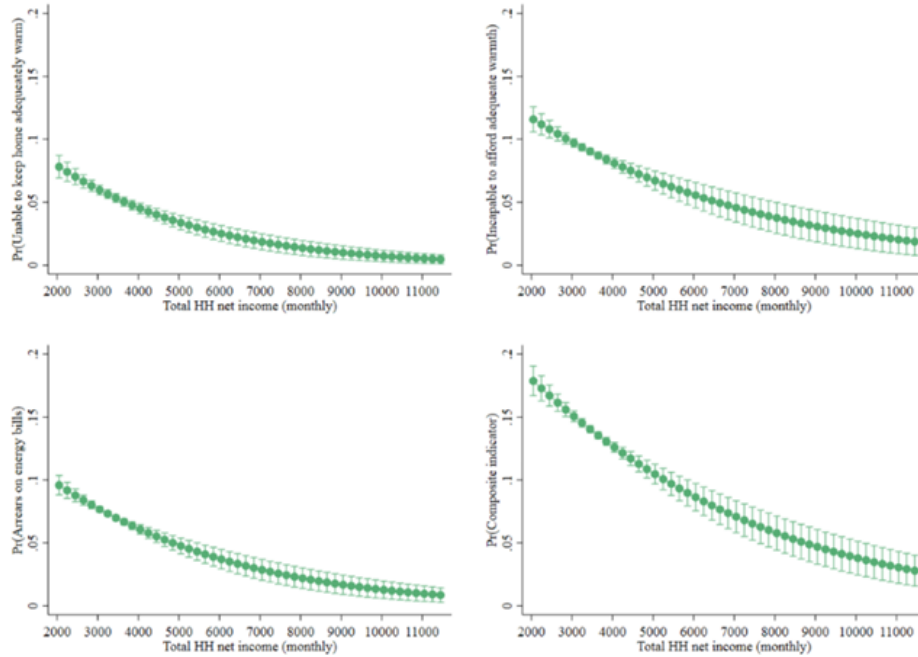 Pr(Unable to keep home adequeately warm)
.2
.15
.1
.05
0
2000 3000 4000 5000 6000 7000 8000 9000 10000 11000
Total HH net income (monthly)
Pr(Incapable to afford adequeate warmth)
.2
.15
.1
.05
0
2000 3000 4000 5000 6000 7000 8000 9000 10000 11000
Total HH net income (monthly)
Pr(Arrears on energy bills)
.2
.15
.1
.05
0
2000 3000 4000 5000 6000 7000 8000 9000 10000 11000
Total HH net income (monthly)
Pr(Composite indicator)
.2
.15
.1
.05
0
2000 3000 4000 5000 6000 7000 8000 9000 10000 11000
Total HH net income (monthly)